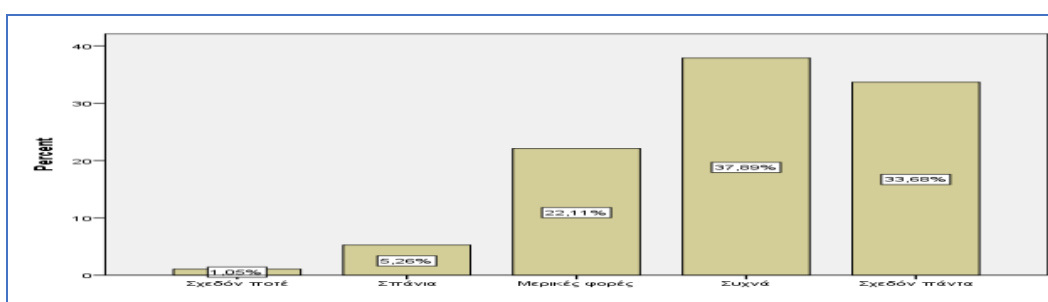 40
30
20
10
0
Percent
1,05%
5,26%
22,11%
37,89%
33,68%
Σχεδόν ποτέ
Σπάνια
Μερικές φορές
Συχνά
Σχεδόν πάντα